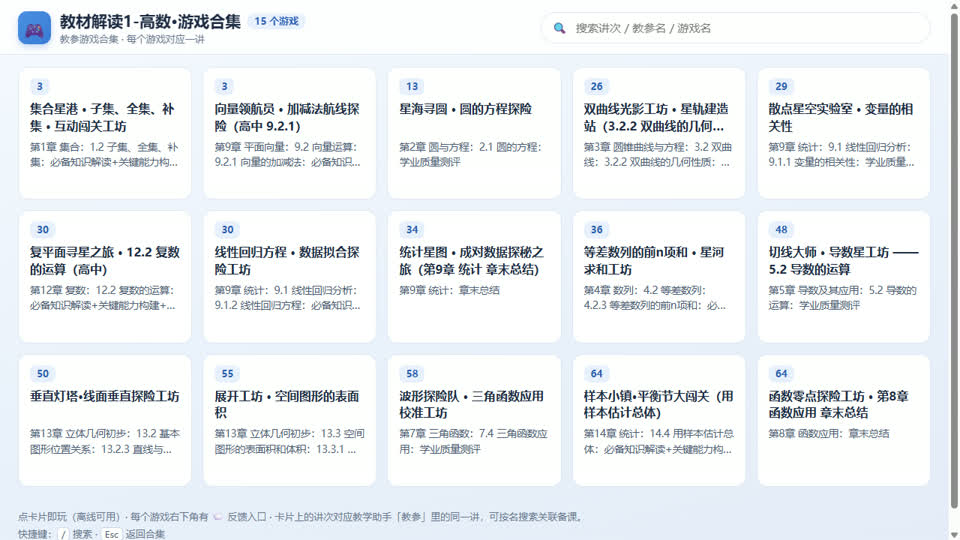 教材解读1-高数·游戏合集
15 个游戏
教参游戏合集 · 每个游戏对应一讲
搜索讲次 / 教参名 / 游戏名
3
集合星港 • 子集、全集、补
集 • 互动闯关工坊
第1章 集合：1.2 子集、全集、补
集：必备知识解读+关键能力构...
3
向量领航员 • 加减法航线探
险（高中 9.2.1）
第9章 平面向量：9.2 向量运算：
9.2.1 向量的加减法：必备知识...
13
星海寻圆 • 圆的方程探险
第2章 圆与方程：2.1 圆的方程：
学业质量测评
26
双曲线光影工坊 • 星轨建造
站（3.2.2 双曲线的几何...
第3章 圆锥曲线与方程：3.2 双曲
线：3.2.2 双曲线的几何性质：...
29
散点星空实验室 • 变量的相
关性
第9章 统计：9.1 线性回归分析：
9.1.1 变量的相关性：学业质量...
30
复平面寻星之旅 • 12.2 复数
的运算（高中）
第12章 复数：12.2 复数的运算：
必备知识解读+关键能力构建+...
30
线性回归方程 • 数据拟合探
险工坊
第9章 统计：9.1 线性回归分析：
9.1.2 线性回归方程：必备知识...
34
统计星图 • 成对数据探秘之
旅（第9章 统计 章末总结）
第9章 统计：章末总结
36
等差数列的前n项和 • 星河
求和工坊
第4章 数列：4.2 等差数列：
4.2.3 等差数列的前n项和：必...
48
切线大师 • 导数星工坊 ——
5.2 导数的运算
第5章 导数及其应用：5.2 导数的
运算：学业质量测评
50
垂直灯塔·线面垂直探险工坊
第13章 立体几何初步：13.2 基本
图形位置关系：13.2.3 直线与...
55
展开工坊 • 空间图形的表面
积
第13章 立体几何初步：13.3 空间
图形的表面积和体积：13.3.1 ...
58
波形探险队 • 三角函数应用
校准工坊
第7章 三角函数：7.4 三角函数应
用：学业质量测评
64
样本小镇·平衡节大闯关（用
样本估计总体）
第14章 统计：14.4 用样本估计总
体：必备知识解读+关键能力构...
64
函数零点探险工坊 • 第8章
函数应用 章末总结
第8章 函数应用：章末总结
点卡片即玩（离线可用）· 每个游戏右下角有 反馈入口 · 卡片上的讲次对应教学助手「教参」里的同一讲，可按名搜索关联备课。
快捷键： / 搜索 · Esc 返回合集